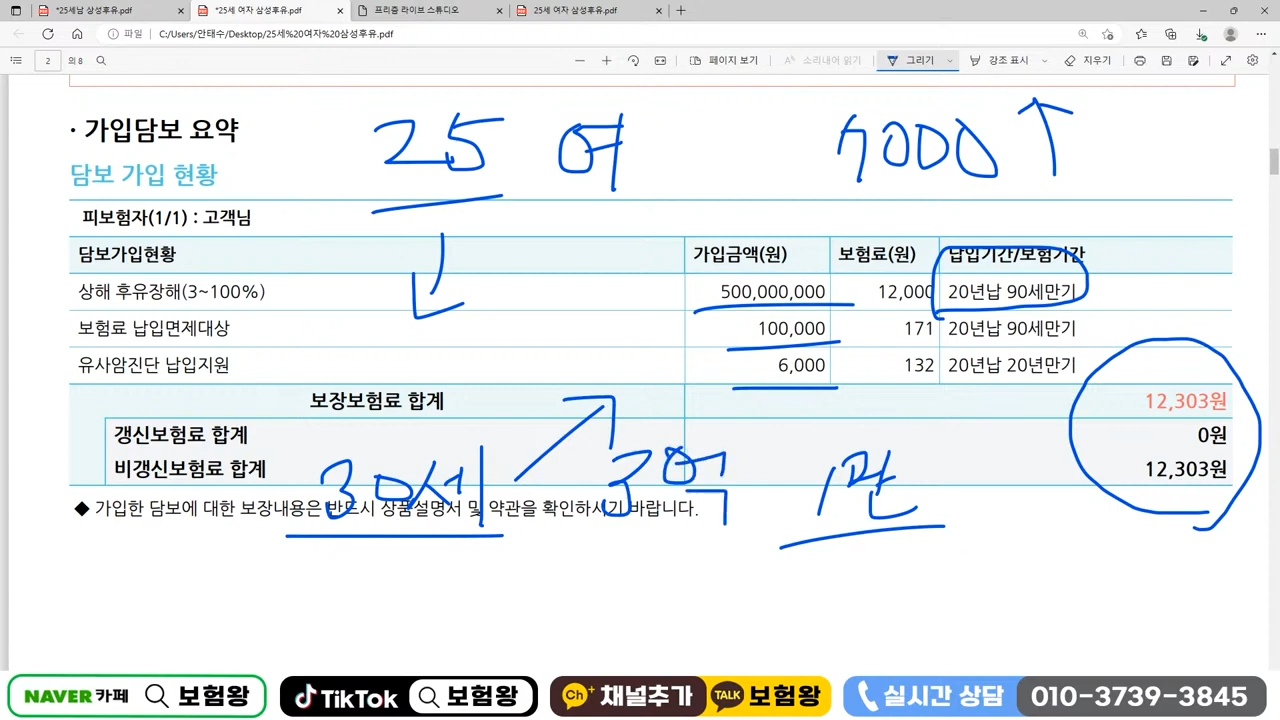 *25세남 삼성후유.pdf
*25세 여자 삼성후유.pdf
프리줌 라이브 스튜디오
25세 여자 삼성후유.pdf
파일 C:/Users/안태수/Desktop/25세%20여자%20삼성후유.pdf
2 의 8
페이지 보기
소리내어 읽기
그리기
강조 표시
지우기
· 가입담보 요약
25 여 7000↑
담보 가입 현황
피보험자(1/1) : 고객님
담보가입현황 가입금액(원) 보험료(원) 납입기간/보험기간
상해 후유장해(3~100%) 500,000,000 12,000 20년납 90세만기
보험료 납입면제대상 100,000 171 20년납 90세만기
유사암진단 납입지원 6,000 132 20년납 20년만기
보장보험료 합계 12,303원
갱신보험료 합계 0원
비갱신보험료 합계 12,303원
30세 3억 1만
◆ 가입한 담보에 대한 보장내용은 반드시 상품설명서 및 약관을 확인하시기 바랍니다.
NAVER 카페 보험왕
TikTok 보험왕
Ch+ 채널추가 TALK 보험왕
실시간 상담 010-3739-3845